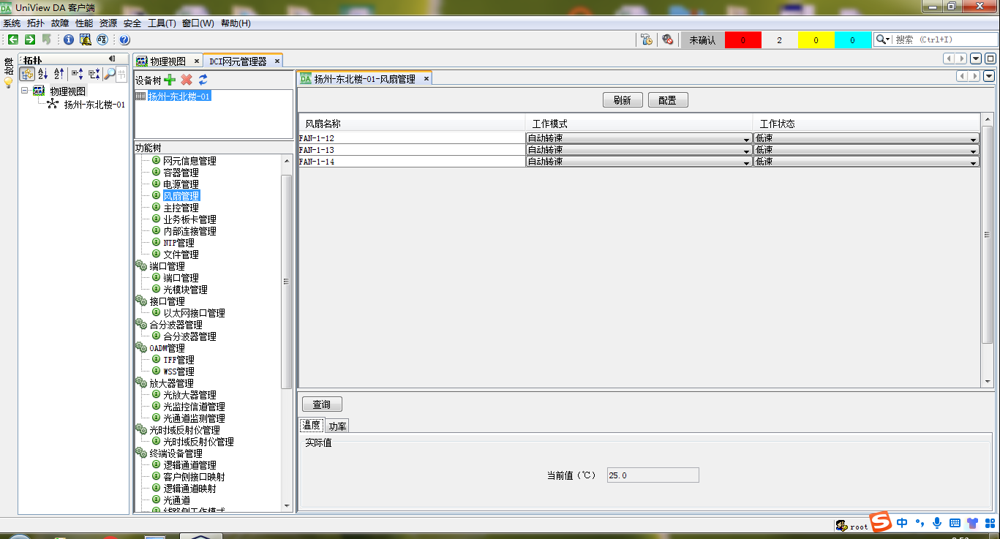 UniView DA 客户端
系统 拓扑 故障 性能 资源 安全 工具(T) 窗口(W) 帮助(H)
未确认 0 2 0 0 搜索 (Ctrl+I)
拓扑
物理视图
扬州-东北楼-01
物理视图 DCI网元管理器
设备树
扬州-东北楼-01
功能树
网元信息管理
容器管理
电源管理
风扇管理
主控管理
业务板卡管理
内部连接管理
NTP管理
文件管理
端口管理
端口管理
光模块管理
接口管理
以太网接口管理
合分波器管理
合分波器管理
OADM管理
TFF管理
WSS管理
放大器管理
光放大器管理
光监控信道管理
光通道监测管理
光时域反射仪管理
光时域反射仪管理
终端设备管理
逻辑通道管理
客户侧接口映射
逻辑通道映射
光通道
线路侧工作模式
DA 扬州-东北楼-01-风扇管理
刷新 配置
风扇名称 工作模式 工作状态
FAN-1-12 自动转速 低速
FAN-1-13 自动转速 低速
FAN-1-14 自动转速 低速
查询
温度 功率
实际值
当前值(℃) 25.0
root 中